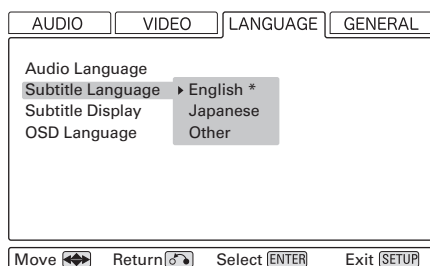 AUDIO VIDEO LANGUAGE GENERAL
Audio Language
Subtitle Language English *
Subtitle Display Japanese
OSD Language Other
Move Return Select ENTER Exit SETUP